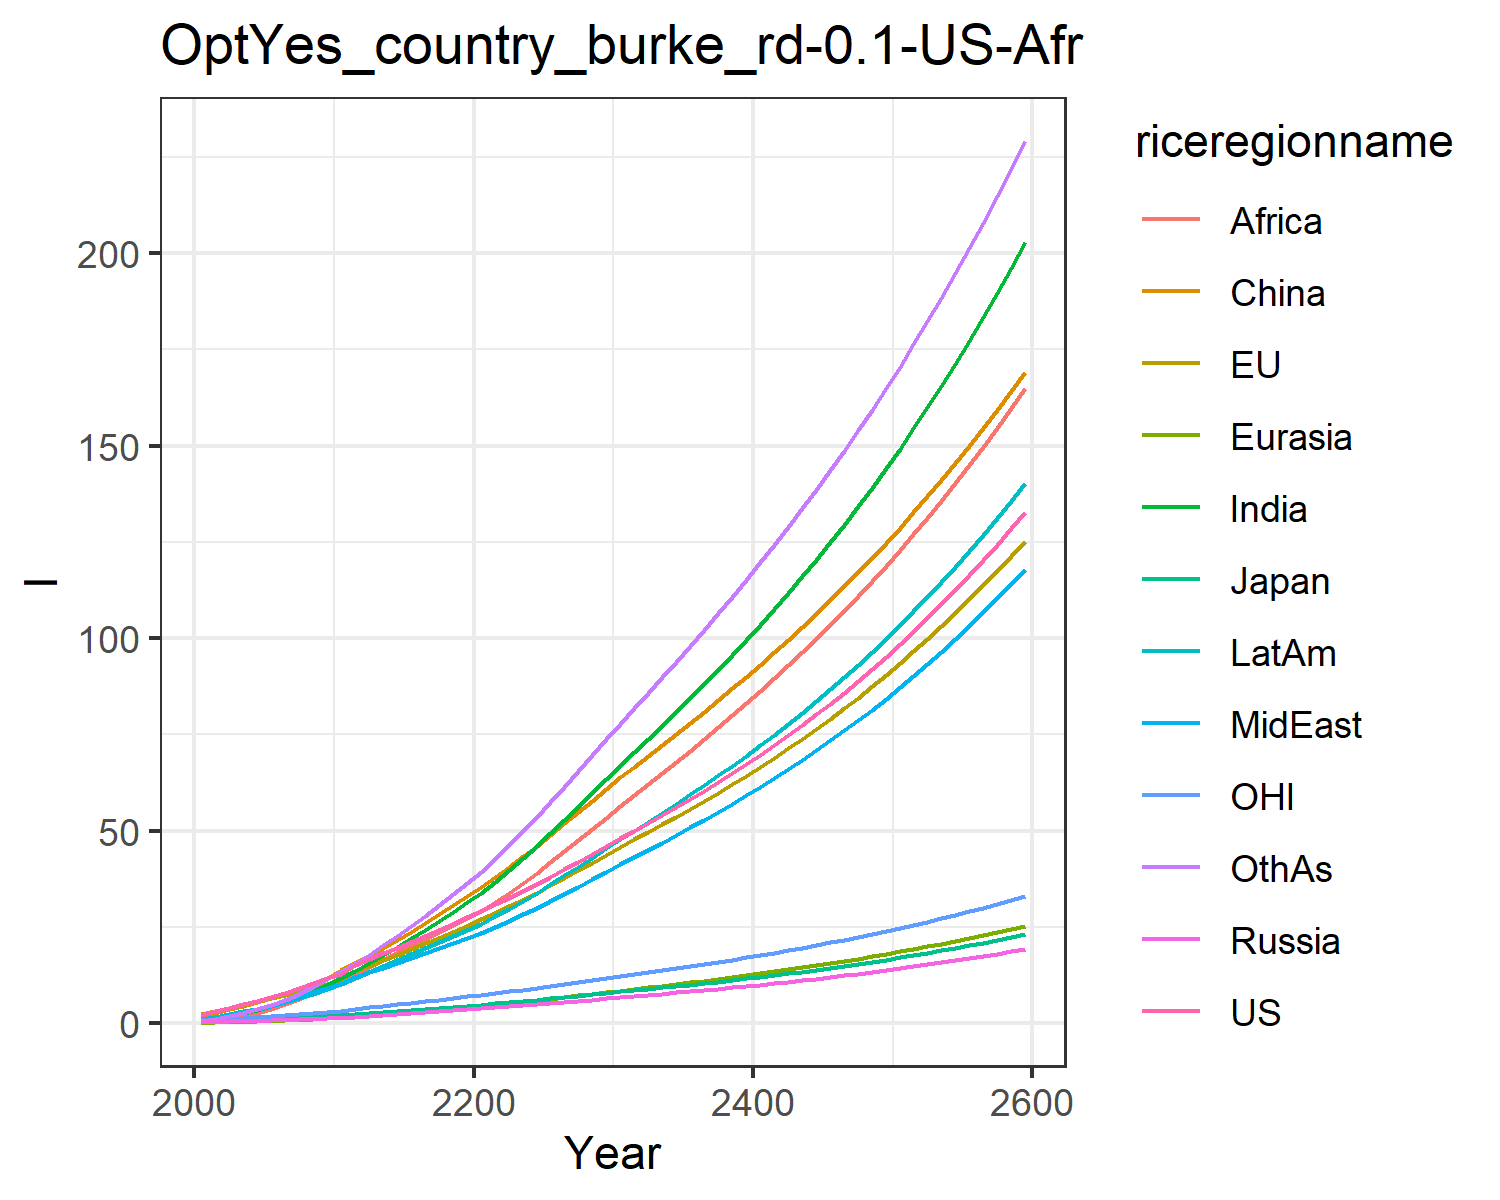 OptYes_country_burke_rd-0.1-US-Afr
200
150
100
50
0
I
2000 2200 2400 2600
Year
riceregionname
Africa
China
EU
Eurasia
India
Japan
LatAm
MidEast
OHI
OthAs
Russia
US